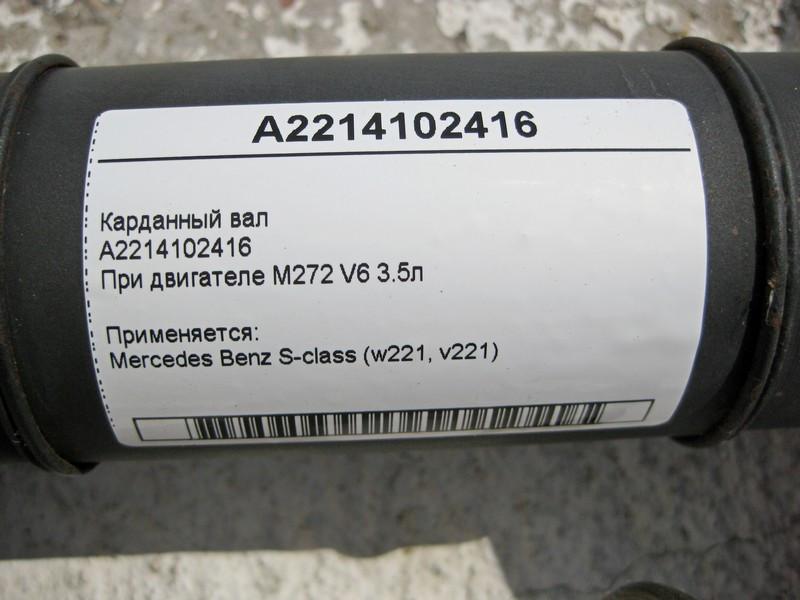 A2214102416
Карданный вал
A2214102416
При двигателе M272 V6 3.5л
Применяется:
Mercedes Benz S-class (w221, v221)